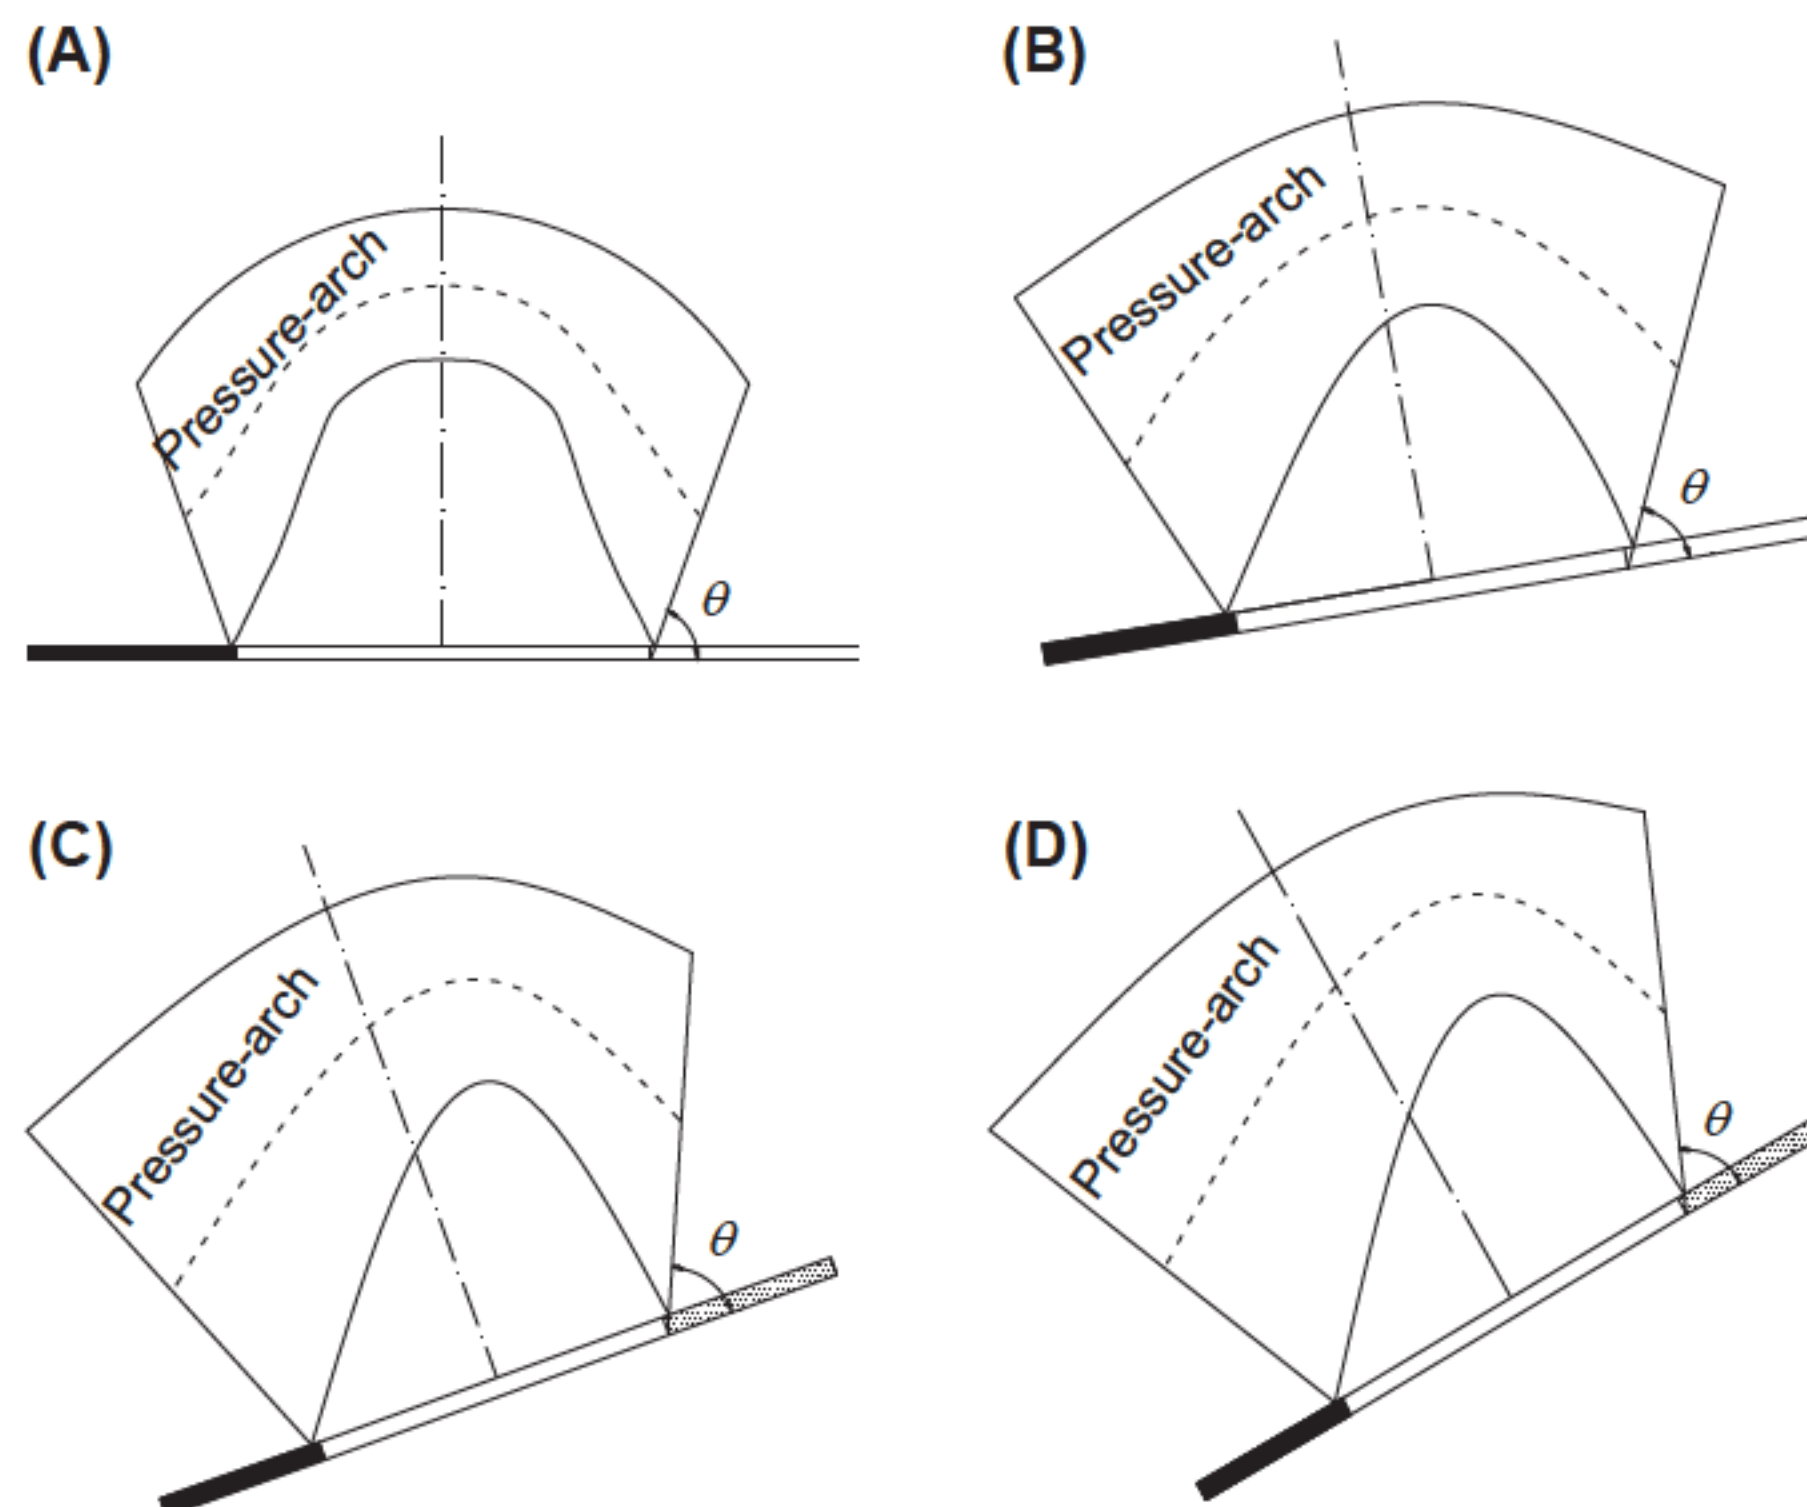 (A)
Pressure-arch
θ
(B)
Pressure-arch
θ
(C)
Pressure-arch
θ
(D)
Pressure-arch
θ